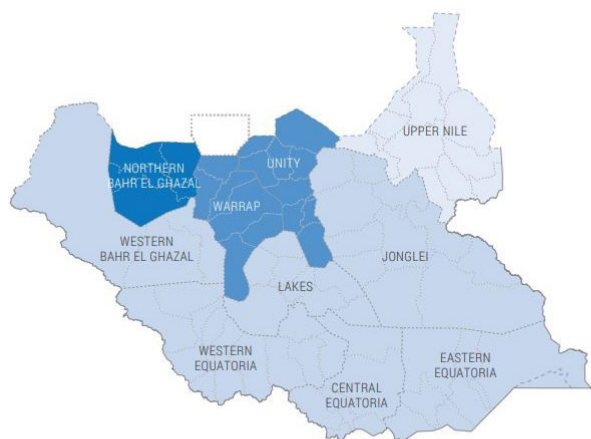 UPPER NILE
UNITY
NORTHERN
BAHR EL GHAZAL
WARRAP
WESTERN
BAHR EL GHAZAL
JONGLEI
LAKES
WESTERN
EQUATORIA
EASTERN
EQUATORIA
CENTRAL
EQUATORIA